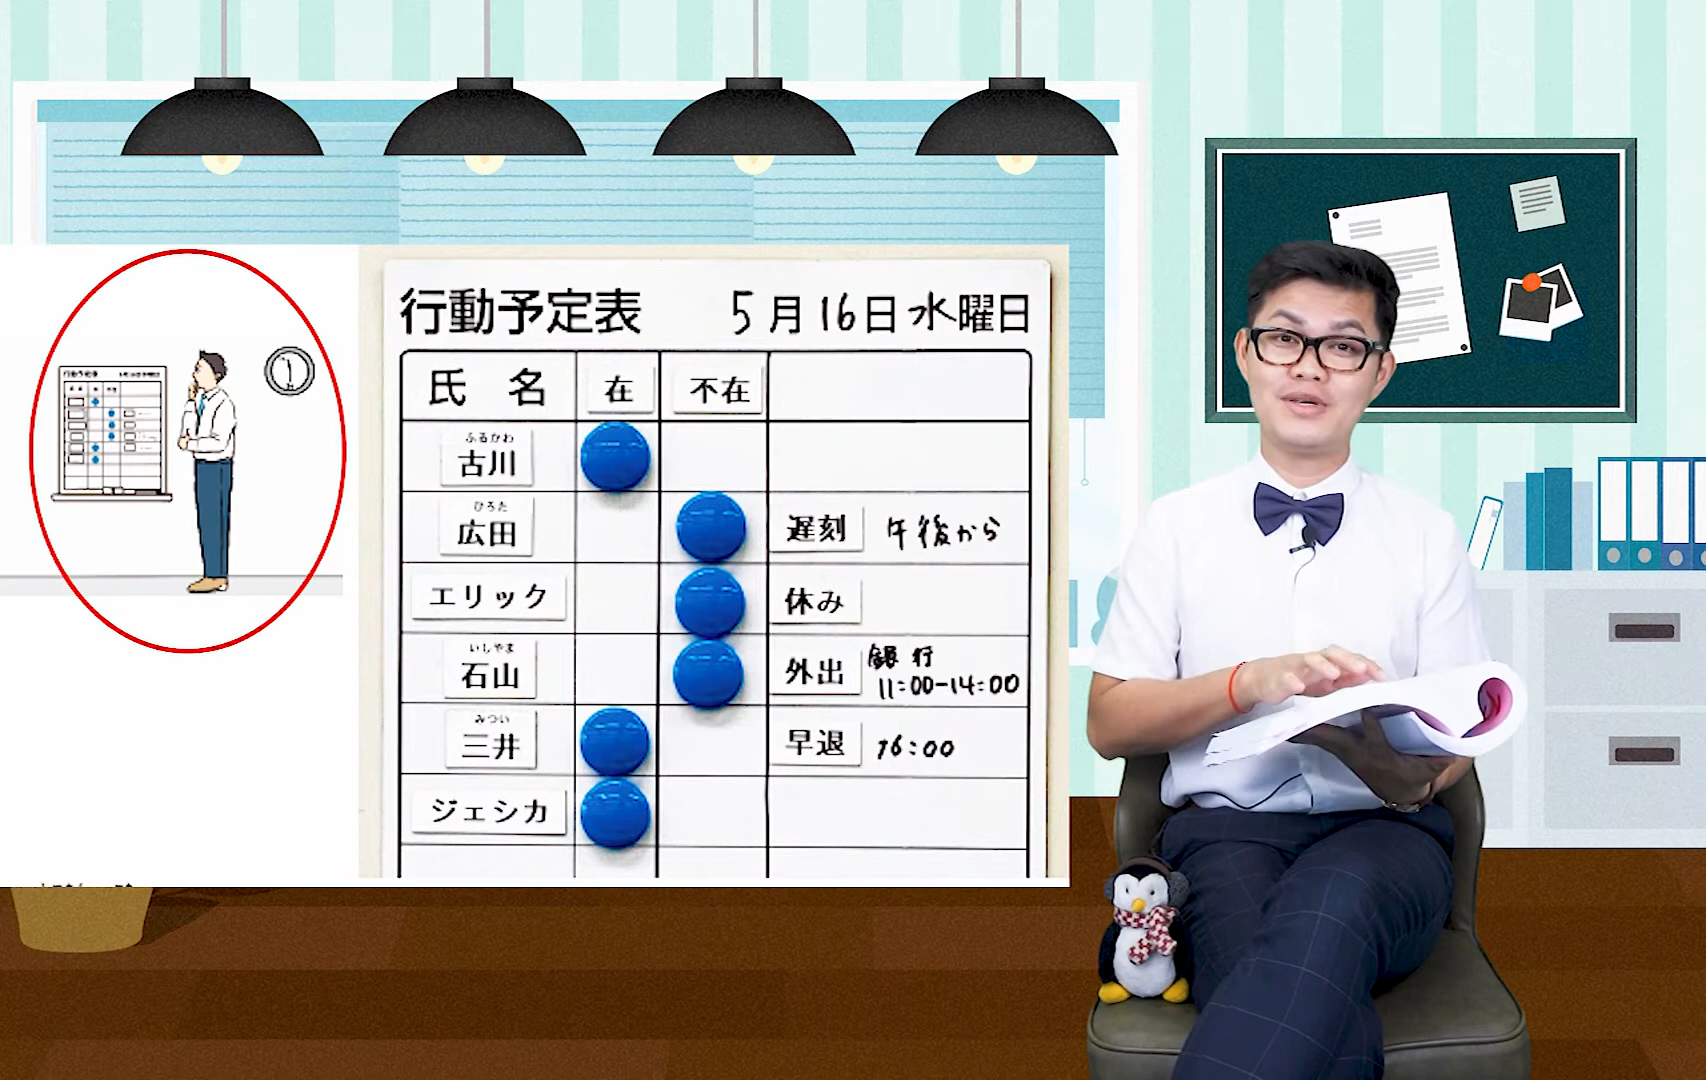 行動予定表 5月16日水曜日
氏 名 在 不在
ふるかわ
古川
ひろた
広田 遅刻 午後から
エリック 休み
いしやま
石山 外出 銀行
11:00-14:00
みつい
三井 早退 16:00
ジェシカ